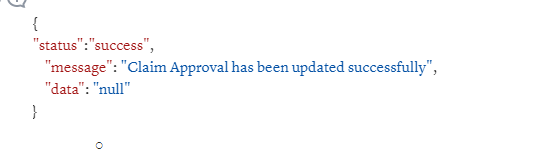 {
"status":"success",
"message": "Claim Approval has been updated successfully",
"data": "null"
}